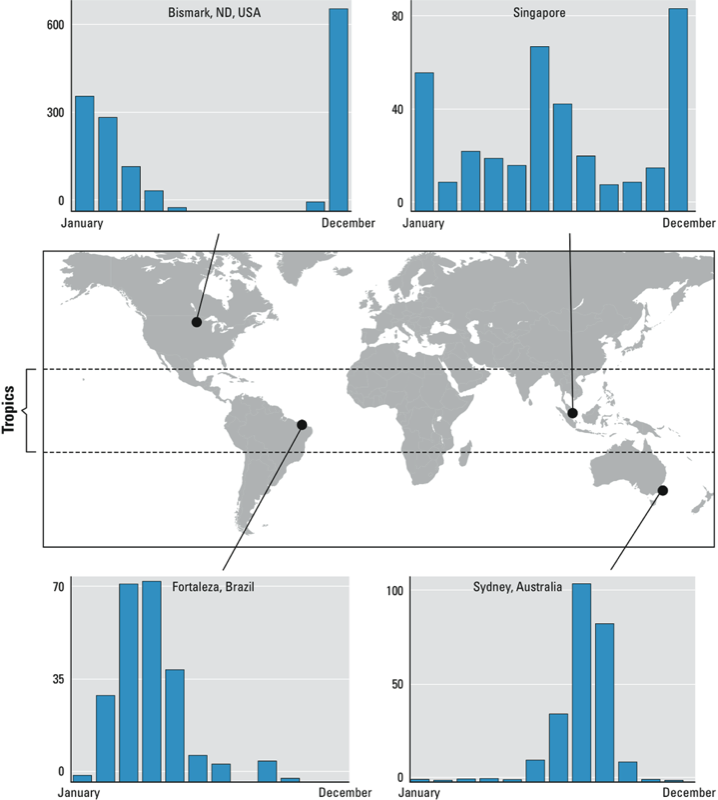 Bismark, ND, USA
600
300
0
January
December
Singapore
80
40
0
January
December
Tropics
Fortaleza, Brazil
70
35
0
January
December
Sydney, Australia
100
50
0
January
December